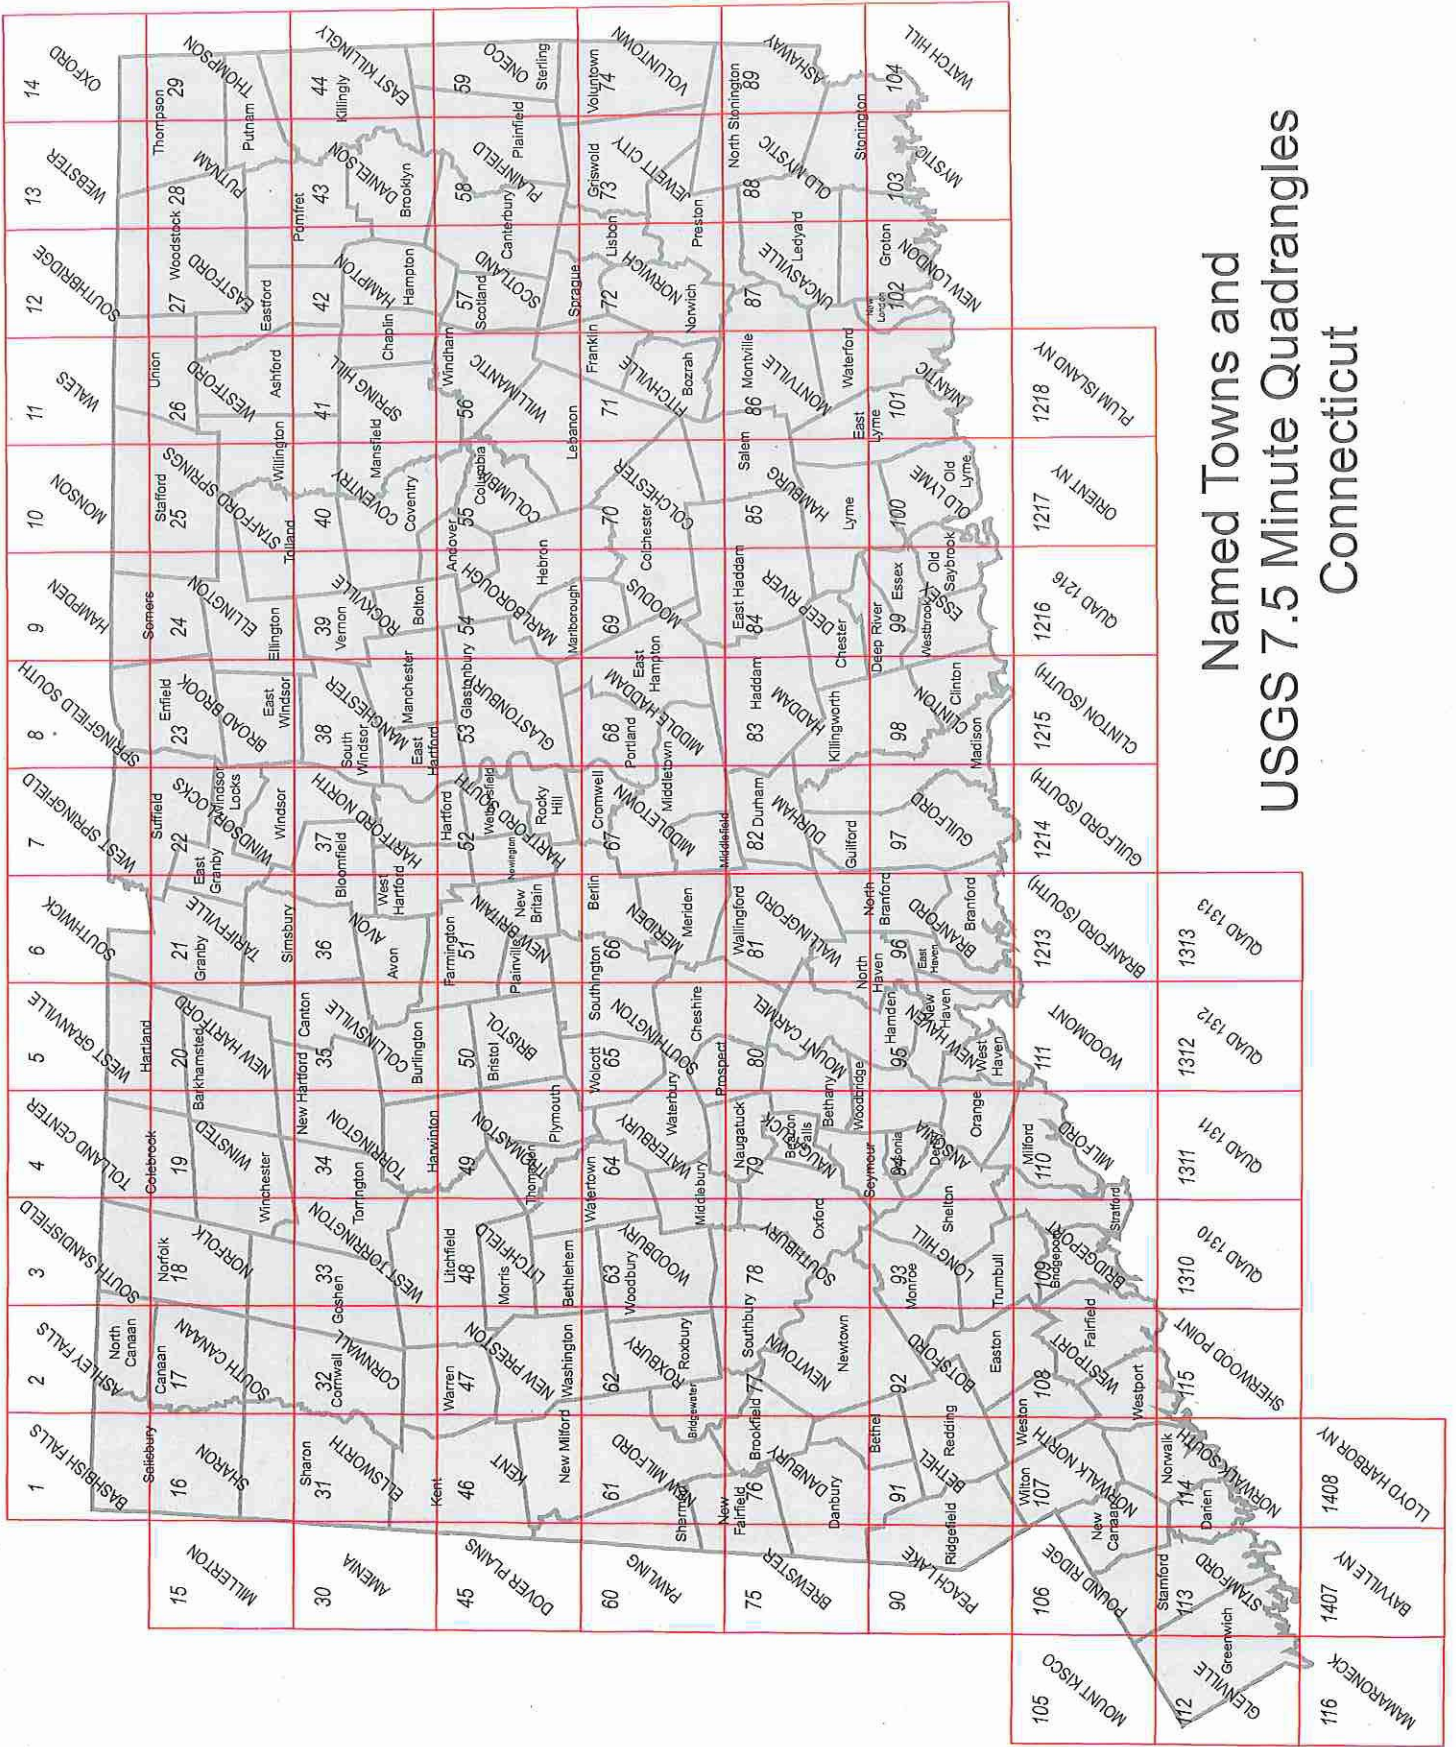 1
BASHBISH FALLS
2
ASHLEY FALLS
North
Canaan
3
SOUTH SANDISFIELD
4
TOLLAND CENTER
5
WEST GRANVILLE
6
SOUTHWICK
7
WEST SPRINGFIELD
8
SPRINGFIELD SOUTH
9
HAMPDEN
10
MONSON
11
WALES
12
SOUTHBRIDGE
13
WEBSTER
14
OXFORD
15
MILLERTON
Salisbury
16
SHARON
Canaan
17
SOUTH CANAAN
Norfolk
18
NORFOLK
Colebrook
19
WINSTED
Winchester
Hartland
20
Barkhamsted
NEW HARTFORD
21
Granby
TARIFFVILLE
Simsbury
Suffield
22
East
Granby
WINDSOR LOCKS
Windsor
Locks
Windsor
Enfield
23
BROAD BROOK
East
Windsor
Somers
24
ELLINGTON
Ellington
Stafford
25
STAFFORD SPRINGS
Tolland
Willington
Union
26
WESTFORD
Ashford
Woodstock
27
EASTFORD
Eastford
28
PUTNAM
Thompson
29
THOMPSON
Putnam
30
AMENIA
Sharon
31
ELLSWORTH
32
Cornwall
CORNWALL
33
Goshen
WEST TORRINGTON
34
Torrington
TORRINGTON
New Hartford
Canton
35
COLLINSVILLE
Burlington
36
AVON
Avon
37
Bloomfield
West
Hartford
HARTFORD NORTH
38
South
Windsor
MANCHESTER
Manchester
East
Hartford
39
Vernon
ROCKVILLE
Bolton
40
COVENTRY
Coventry
41
Mansfield
SPRING HILL
Chaplin
42
HAMPTON
Hampton
Pomfret
43
DANIELSON
Brooklyn
44
Killingly
EAST KILLINGLY
45
DOVER PLAINS
Kent
46
KENT
New Milford
Warren
47
NEW PRESTON
Washington
Litchfield
48
Morris
LITCHFIELD
Bethlehem
Harwinton
49
THOMASTON
Thomaston
Plymouth
50
Bristol
BRISTOL
Farmington
51
Plainville
NEW BRITAIN
New
Britain
Hartford
52
Wethersfield
Newington
HARTFORD SOUTH
Rocky
Hill
Glastonbury
53
GLASTONBURY
54
MARLBOROUGH
Hebron
Marlborough
Andover
55
Columbia
COLUMBIA
Windham
56
WILLIMANTIC
Lebanon
57
Scotland
SCOTLAND
Sprague
58
Canterbury
PLAINFIELD
Plainfield
59
ONECO
Sterling
60
PAWLING
61
NEW MILFORD
Sherman
62
ROXBURY
Roxbury
Bridgewater
63
Woodbury
WOODBURY
Watertown
64
WATERBURY
Waterbury
Middlebury
Wolcott
65
SOUTHINGTON
Cheshire
Prospect
Southington
66
MERIDEN
Meriden
Berlin
Cromwell
67
MIDDLETOWN
Middletown
Middlefield
68
Portland
MIDDLE HADDAM
East
Hampton
69
MOODUS
70
Colchester
COLCHESTER
Franklin
71
FITCHVILLE
Bozrah
72
NORWICH
Norwich
Lisbon
Griswold
73
JEWETT CITY
Preston
Voluntown
74
VOLUNTOWN
75
BREWSTER
New
Fairfield
76
DANBURY
Danbury
Brookfield
77
NEWTOWN
Newtown
Southbury
78
SOUTHBURY
Oxford
Naugatuck
79
NAUGATUCK
Beacon
Falls
80
MOUNT CARMEL
Bethany
Woodbridge
Wallingford
81
WALLINGFORD
North
Haven
82
Durham
DURHAM
Guilford
Haddam
83
HADDAM
Killingworth
East Haddam
84
DEEP RIVER
Chester
Salem
85
HAMBURG
Lyme
86
Montville
MONTVILLE
Waterford
East
Lyme
87
UNCASVILLE
Ledyard
88
North Stonington
OLD MYSTIC
89
ASHAWAY
Stonington
90
PEACH LAKE
Ridgefield
Bethel
91
BETHEL
Redding
92
BOTSFORD
Easton
93
Monroe
LONG HILL
Trumbull
Shelton
Seymour
Derby
ANSONIA
Orange
Hamden
95
NEW HAVEN
New
Haven
West
Haven
North
Branford
96
East
Haven
BRANFORD
Branford
97
GUILFORD
98
CLINTON
Clinton
Madison
Deep River
99
Essex
Westbrook
ESSEX
Old
Saybrook
100
OLD LYME
Old
Lyme
101
NIANTIC
New
London
102
Groton
NEW LONDON
103
MYSTIC
104
WATCH HILL
105
MOUNT KISCO
106
POUND RIDGE
Wilton
107
New
Canaan
NORWALK NORTH
Weston
108
WESTPORT
Westport
Fairfield
109
Bridgeport
BRIDGEPORT
Stratford
Milford
110
MILFORD
111
WOODMONT
1213
BRANFORD (SOUTH)
1214
GUILFORD (SOUTH)
1215
CLINTON (SOUTH)
1216
QUAD 1216
1217
ORIENT NY
1218
PLUM ISLAND NY
112
GLENVILLE
Greenwich
Stamford
113
STAMFORD
Norwalk
114
Darien
NORWALK SOUTH
115
SHERWOOD POINT
1310
QUAD 1310
1311
QUAD 1311
1312
QUAD 1312
1313
QUAD 1313
116
MAMARONECK
1407
BAYVILLE NY
1408
LLOYD HARBOR NY
Named Towns and
USGS 7.5 Minute Quadrangles
Connecticut